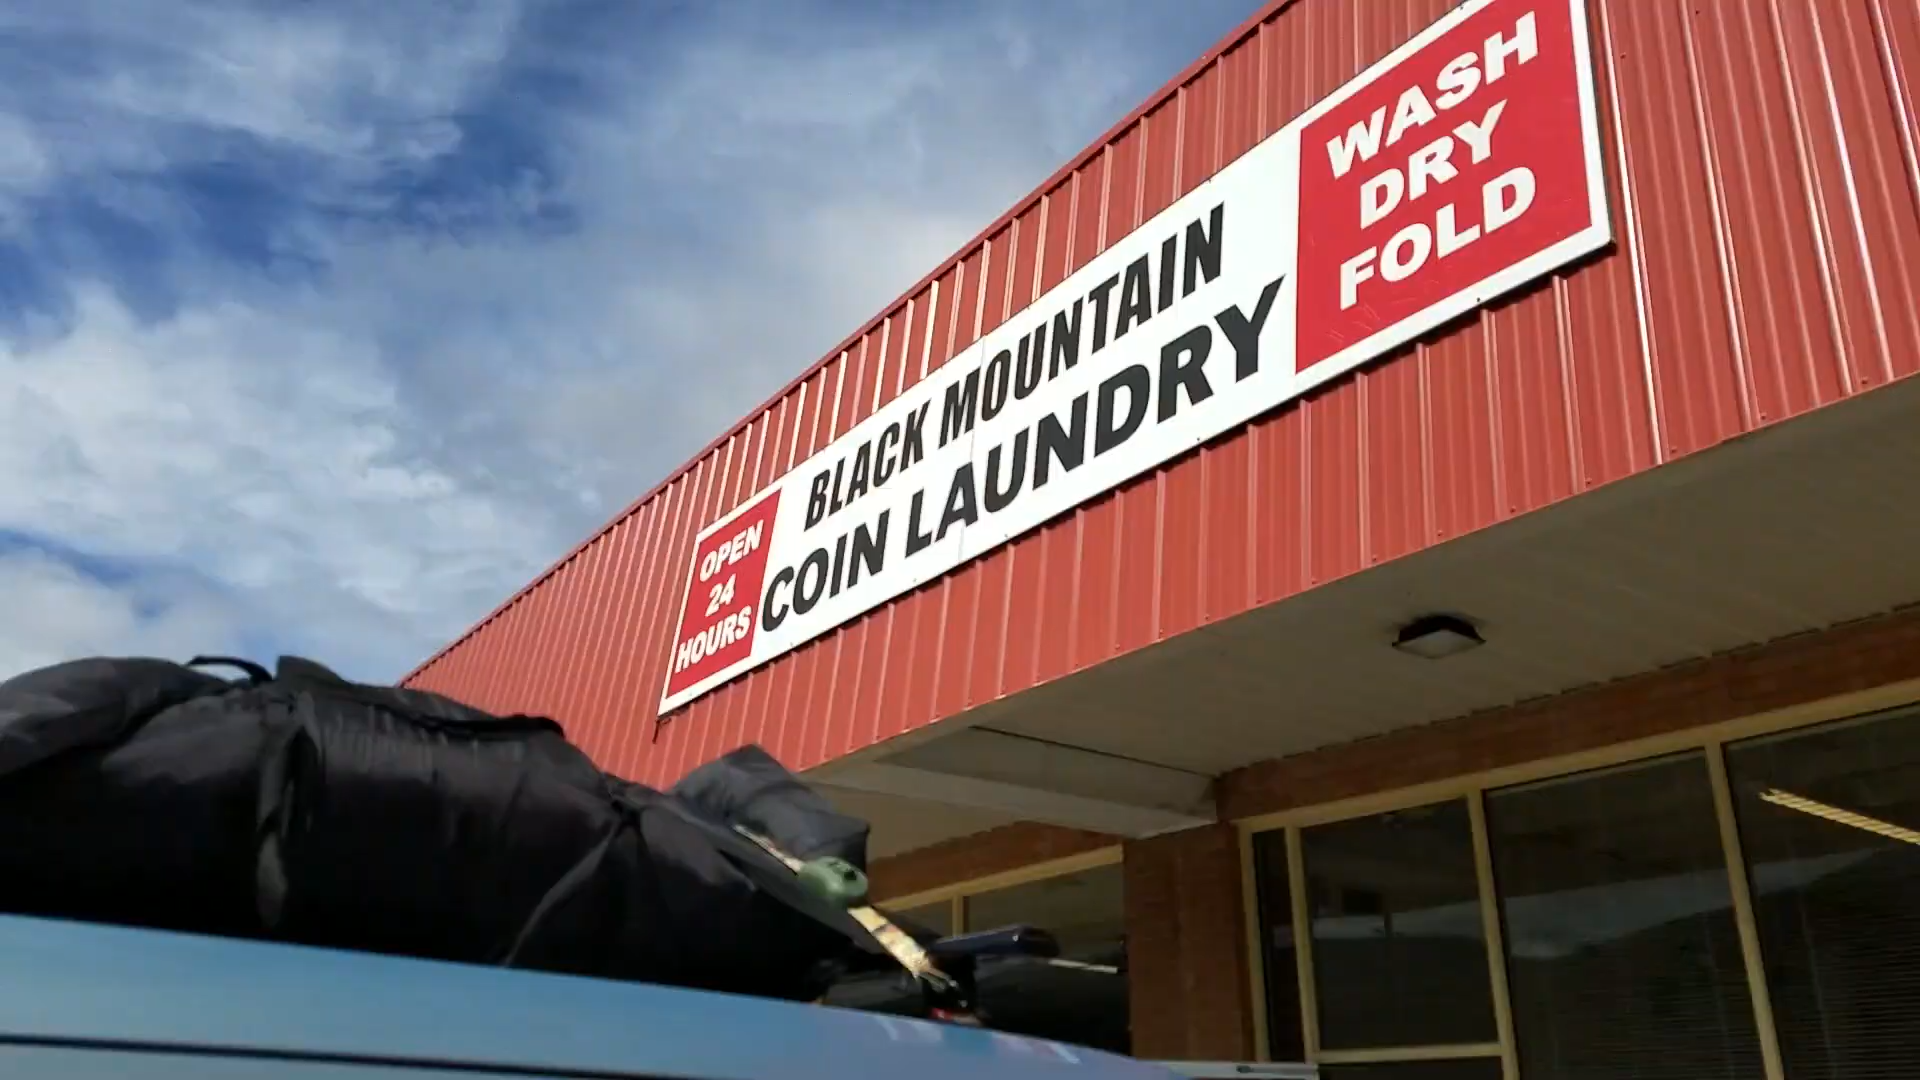 OPEN
24
HOURS
BLACK MOUNTAIN
COIN LAUNDRY
WASH
DRY
FOLD